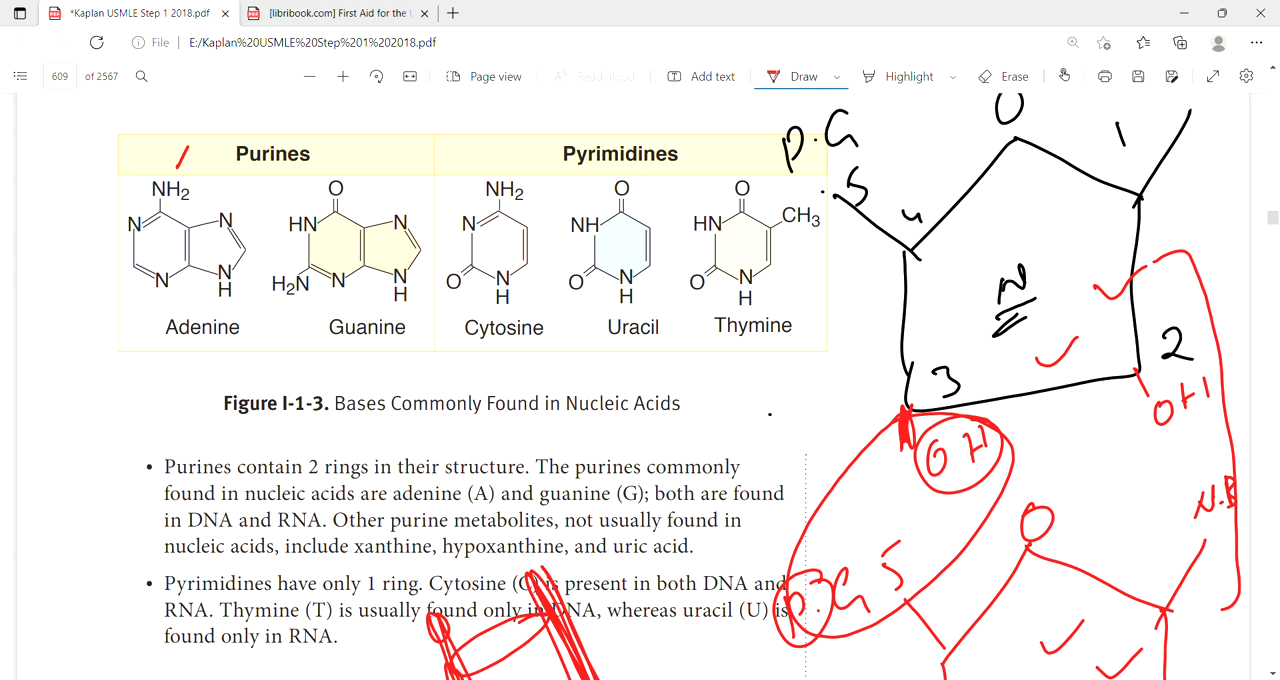 *Kaplan USMLE Step 1 2018.pdf
[libribook.com] First Aid for the
File
E:/Kaplan%20USMLE%20Step%201%202018.pdf
609 of 2567
Page view
Read aloud
Add text
Draw
Highlight
Erase
Purines Pyrimidines
NH2 O NH2 O O
N N HN N N NH HN CH3
N N H H2N N N H O N H O N H O N H
Adenine Guanine Cytosine Uracil Thymine
Figure I-1-3. Bases Commonly Found in Nucleic Acids
• Purines contain 2 rings in their structure. The purines commonly
found in nucleic acids are adenine (A) and guanine (G); both are found
in DNA and RNA. Other purine metabolites, not usually found in
nucleic acids, include xanthine, hypoxanthine, and uric acid.
• Pyrimidines have only 1 ring. Cytosine (C) is present in both DNA and
RNA. Thymine (T) is usually found only in DNA, whereas uracil (U) is
found only in RNA.
P.G
5
O
1
4
2
3
OH
OH
P.G 5
O
N.B